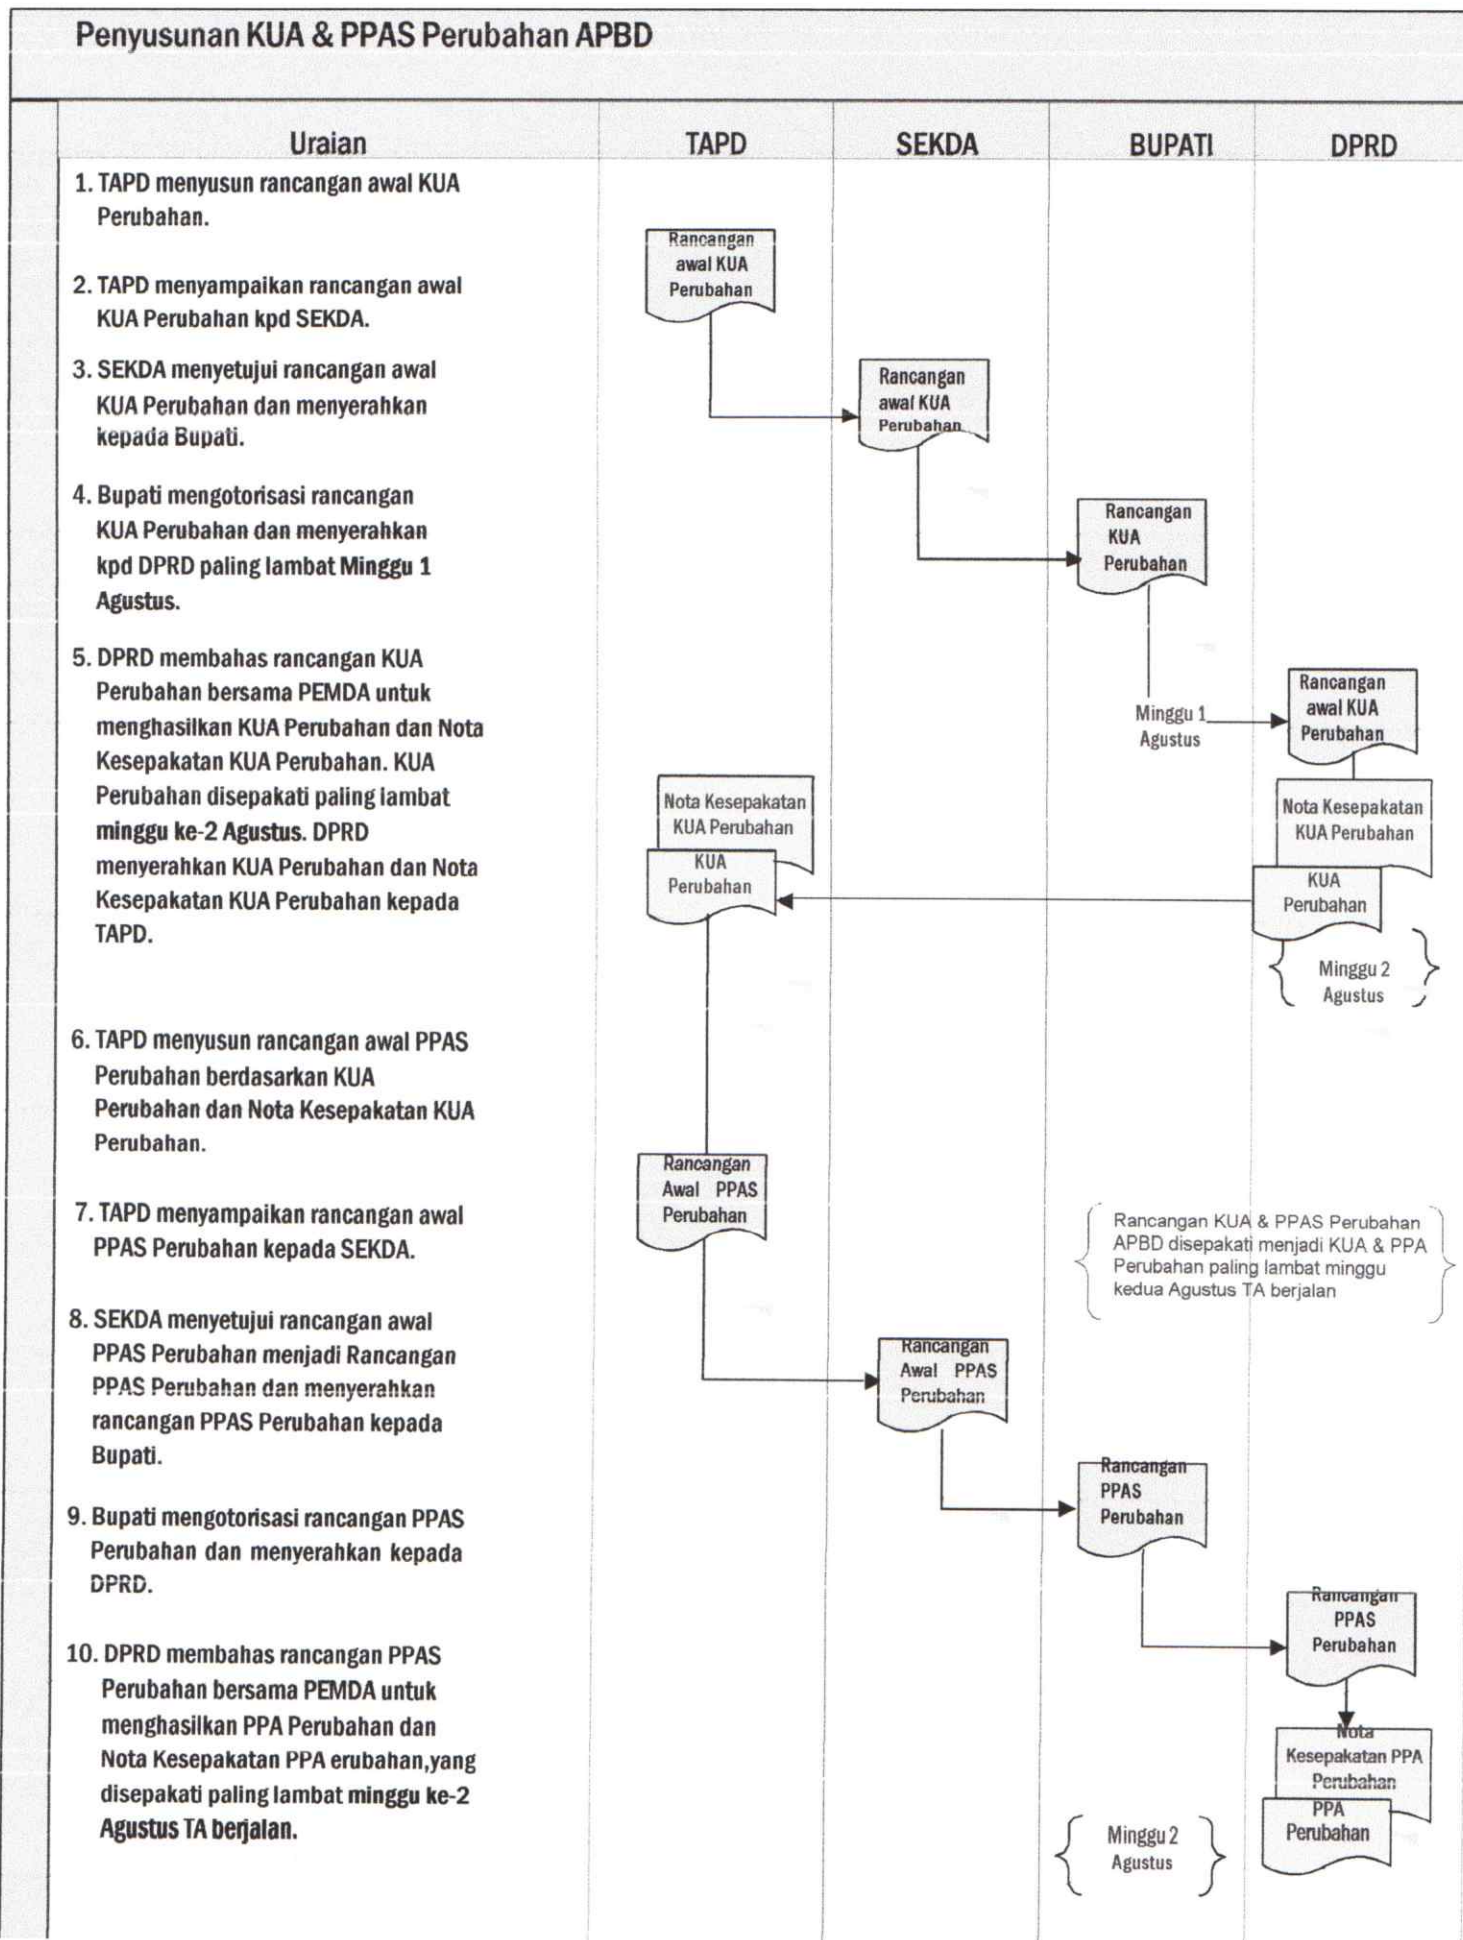 Penyusunan KUA & PPAS Perubahan APBD
Uraian
TAPD
SEKDA
BUPATI
DPRD
1. TAPD menyusun rancangan awal KUA
Perubahan.
2. TAPD menyampaikan rancangan awal
KUA Perubahan kpd SEKDA.
3. SEKDA menyetujui rancangan awal
KUA Perubahan dan menyerahkan
kepada Bupati.
4. Bupati mengotorisasi rancangan
KUA Perubahan dan menyerahkan
kpd DPRD paling lambat Minggu 1
Agustus.
5. DPRD membahas rancangan KUA
Perubahan bersama PEMDA untuk
menghasilkan KUA Perubahan dan Nota
Kesepakatan KUA Perubahan. KUA
Perubahan disepakati paling lambat
minggu ke-2 Agustus. DPRD
menyerahkan KUA Perubahan dan Nota
Kesepakatan KUA Perubahan kepada
TAPD.
6. TAPD menyusun rancangan awal PPAS
Perubahan berdasarkan KUA
Perubahan dan Nota Kesepakatan KUA
Perubahan.
7. TAPD menyampaikan rancangan awal
PPAS Perubahan kepada SEKDA.
8. SEKDA menyetujui rancangan awal
PPAS Perubahan menjadi Rancangan
PPAS Perubahan dan menyerahkan
rancangan PPAS Perubahan kepada
Bupati.
9. Bupati mengotorisasi rancangan PPAS
Perubahan dan menyerahkan kepada
DPRD.
10. DPRD membahas rancangan PPAS
Perubahan bersama PEMDA untuk
menghasilkan PPA Perubahan dan
Nota Kesepakatan PPA erubahan,yang
disepakati paling lambat minggu ke-2
Agustus TA berjalan.
Rancangan
awal KUA
Perubahan
Rancangan
awal KUA
Perubahan
Rancangan
KUA
Perubahan
Minggu 1
Agustus
Rancangan
awal KUA
Perubahan
Nota Kesepakatan
KUA Perubahan
KUA
Perubahan
Minggu 2
Agustus
Nota Kesepakatan
KUA Perubahan
KUA
Perubahan
Rancangan
Awal PPAS
Perubahan
Rancangan KUA & PPAS Perubahan
APBD disepakati menjadi KUA & PPA
Perubahan paling lambat minggu
kedua Agustus TA berjalan
Rancangan
Awal PPAS
Perubahan
Rancangan
PPAS
Perubahan
Rancangan
PPAS
Perubahan
Nota
Kesepakatan PPA
Perubahan
PPA
Perubahan
Minggu 2
Agustus